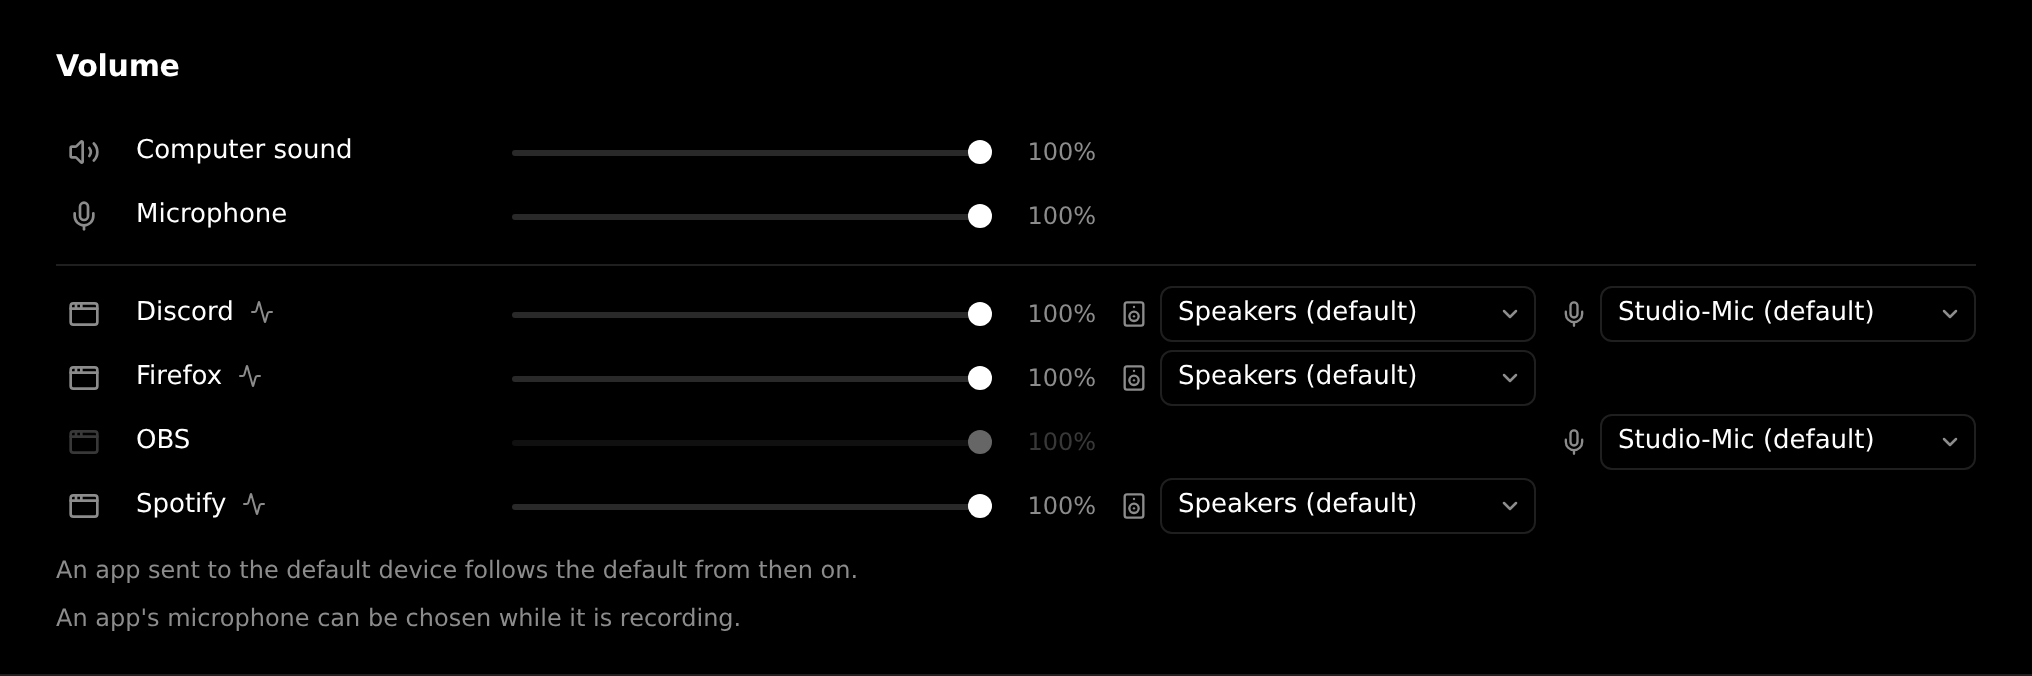 Volume
Computer sound 100%
Microphone 100%
Discord 100% Speakers (default) Studio-Mic (default)
Firefox 100% Speakers (default)
OBS 100% Studio-Mic (default)
Spotify 100% Speakers (default)
An app sent to the default device follows the default from then on.
An app's microphone can be chosen while it is recording.